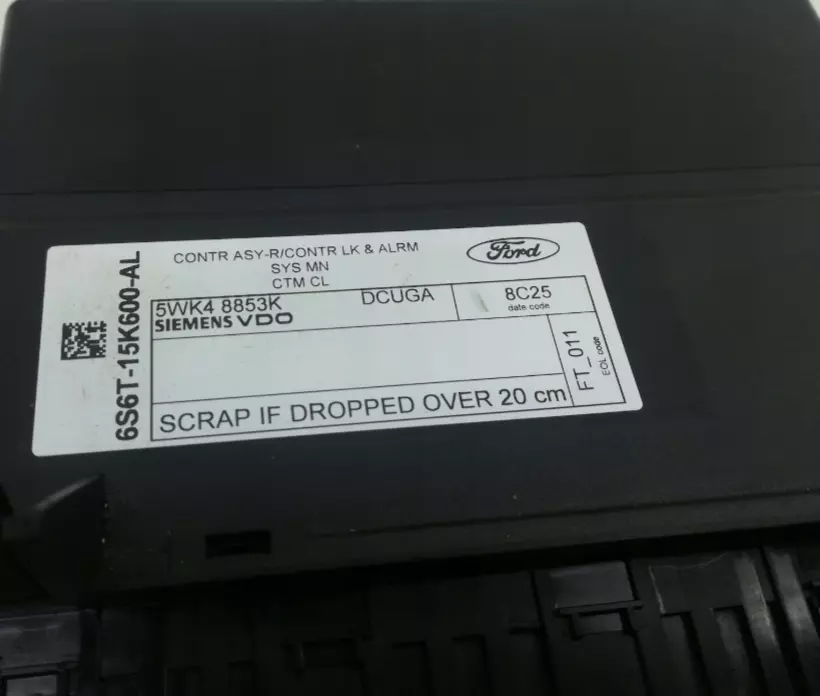 CONTR ASY-R/CONTR LK & ALRM
SYS MN
CTM CL
Ford
6S6T-15K600-AL
5WK4 8853K
DCUGA
8C25
date code
SIEMENS VDO
FT_011
EOL code
SCRAP IF DROPPED OVER 20 cm